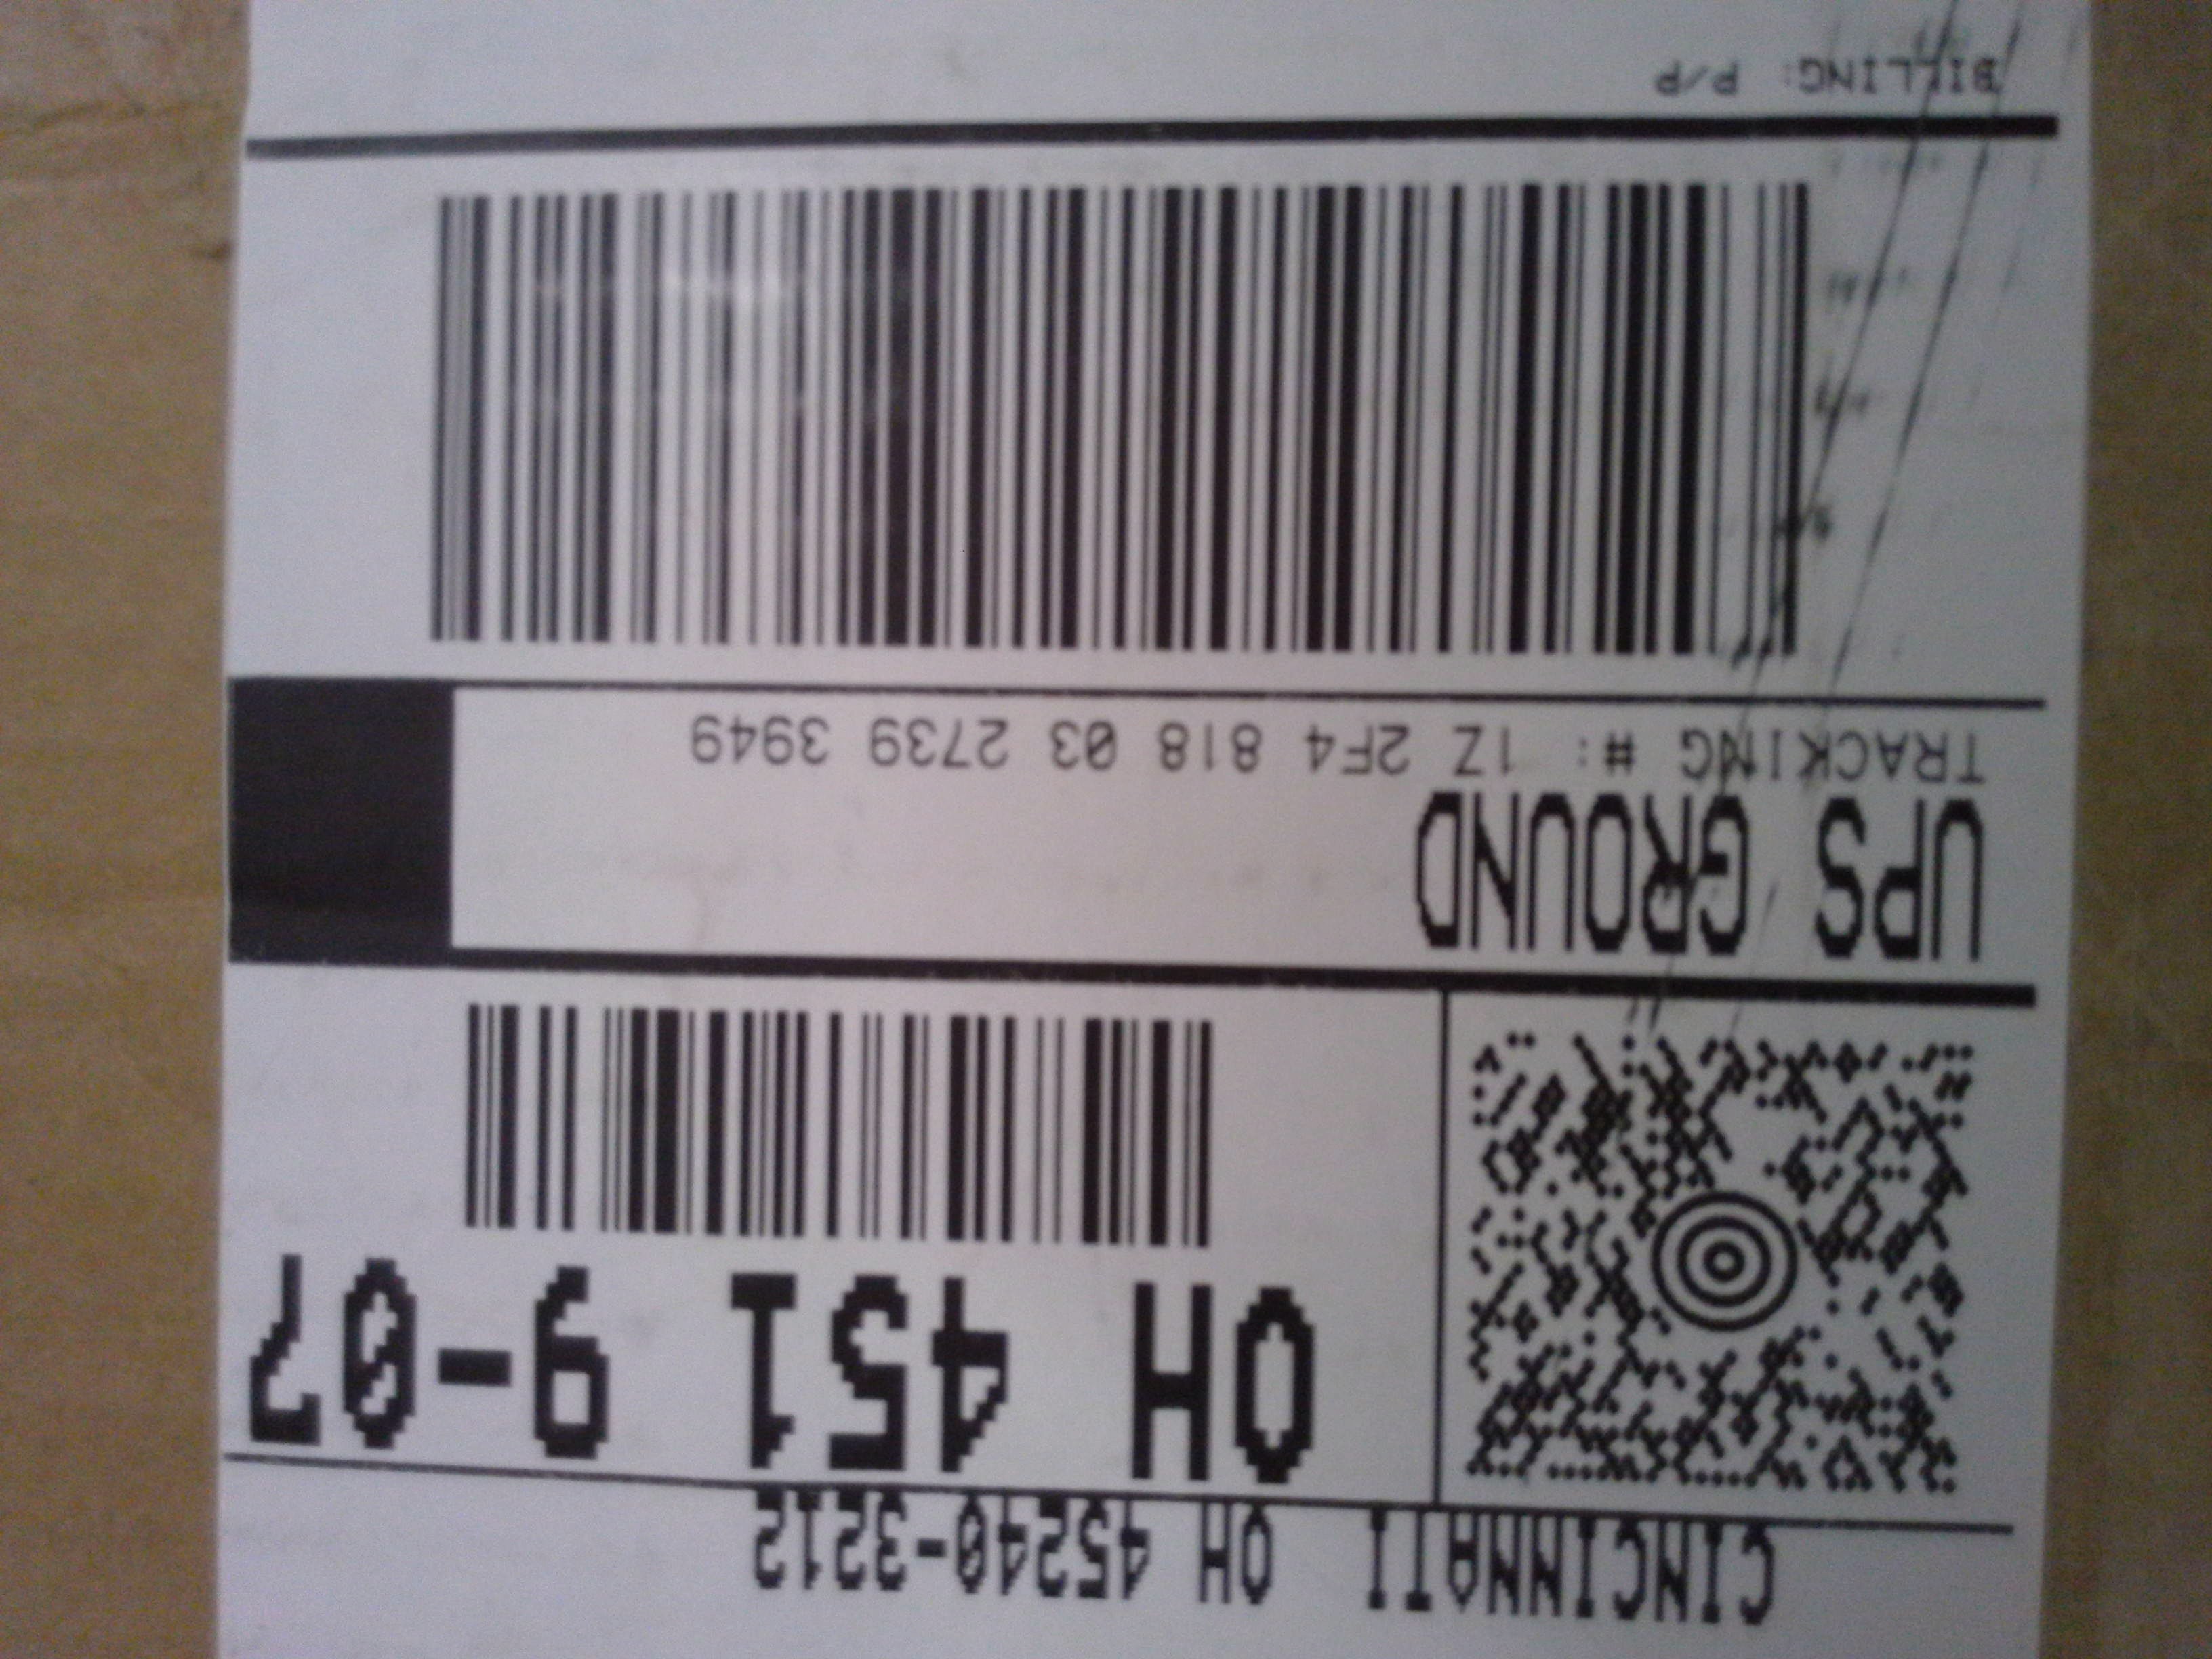 CINCINNATI OH 45240-3212
OH 451 9-07
UPS GROUND
TRACKING #: 1Z 2F4 818 03 2739 3949
BILLING: P/P